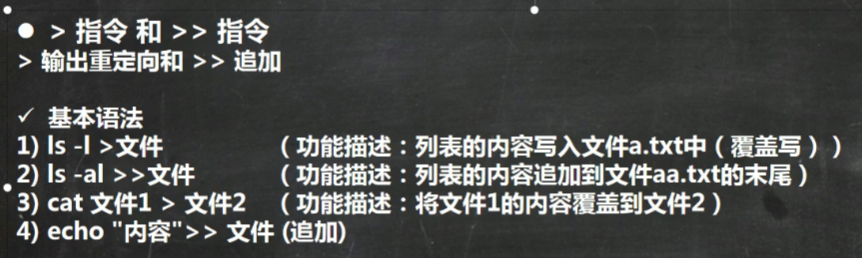 ● > 指令 和 >> 指令
> 输出重定向和 >> 追加
✓ 基本语法
1) ls -l >文件 （功能描述：列表的内容写入文件a.txt中（覆盖写））
2) ls -al >>文件 （功能描述：列表的内容追加到文件aa.txt的末尾）
3) cat 文件1 > 文件2 （功能描述：将文件1的内容覆盖到文件2）
4) echo "内容">> 文件 (追加)